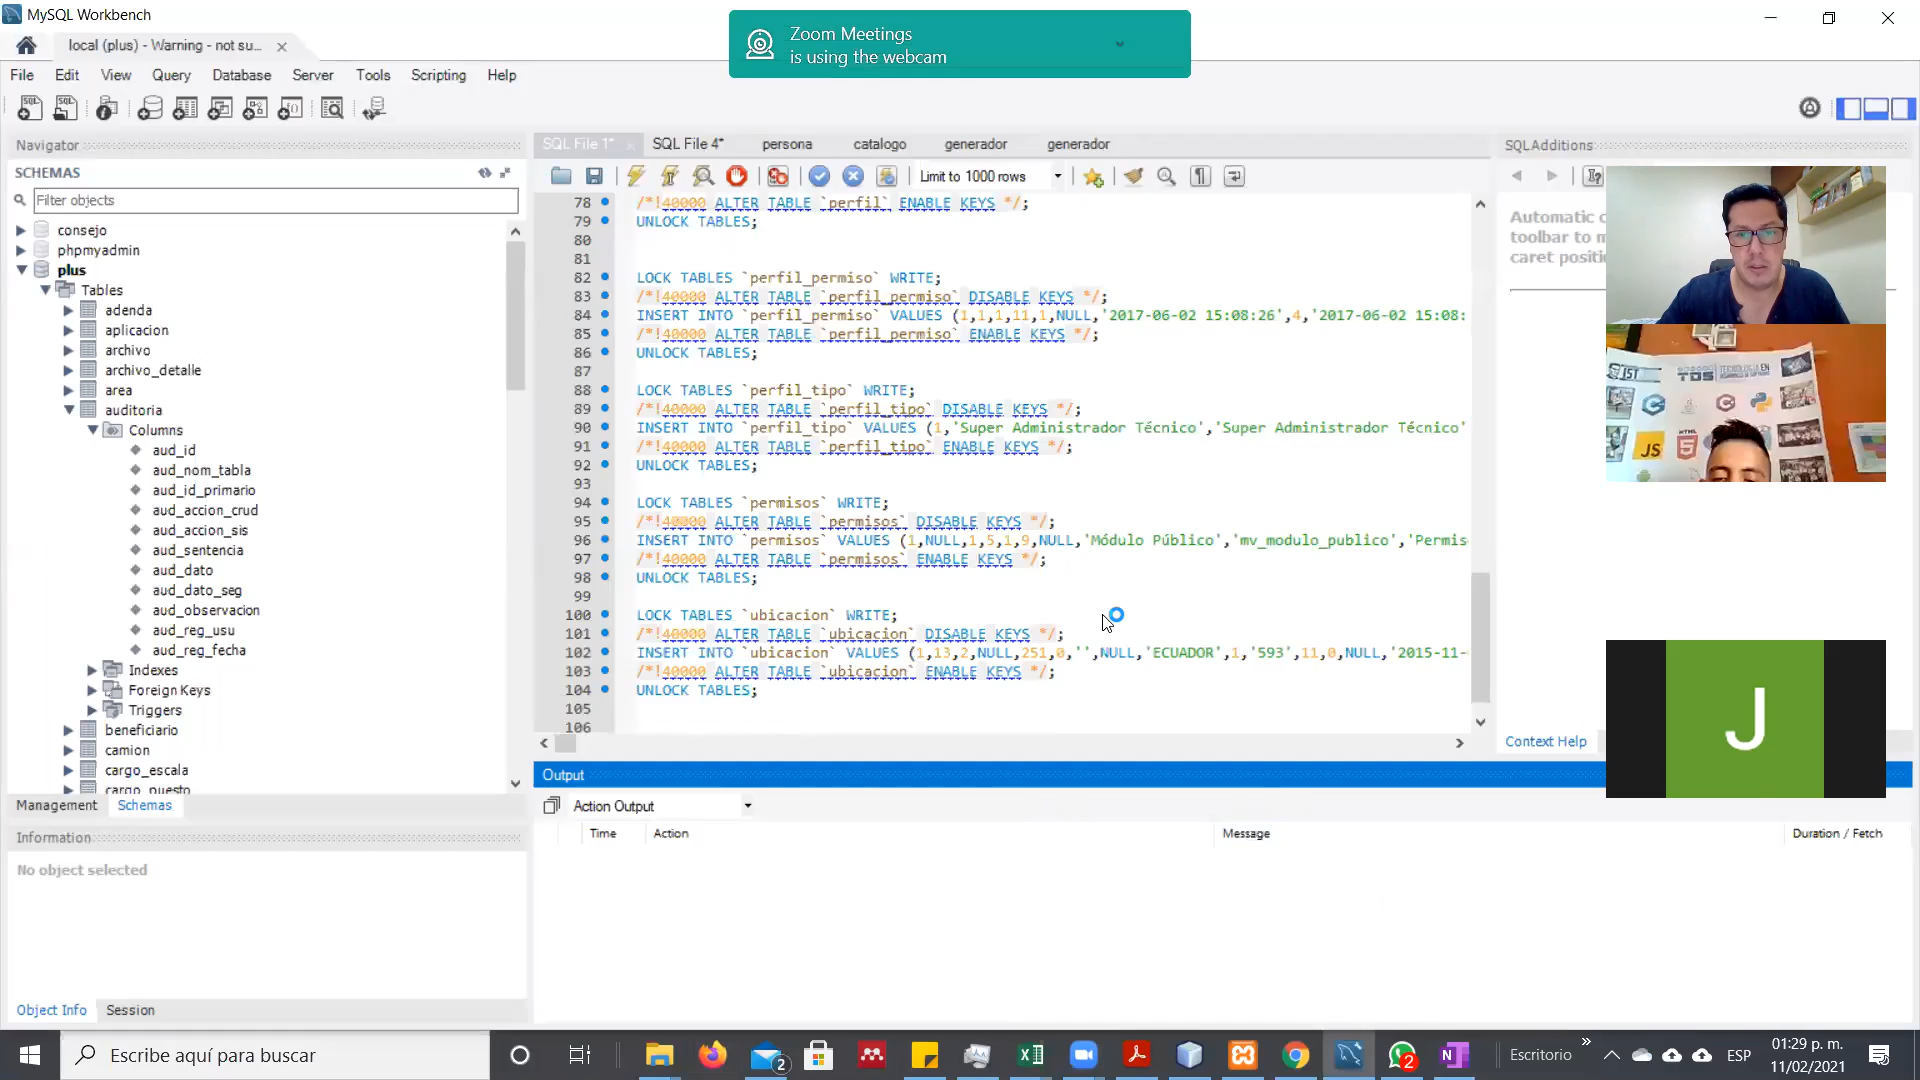 MySQL Workbench
local (plus) - Warning - not su...
Zoom Meetings
is using the webcam
File Edit View Query Database Server Tools Scripting Help
Navigator
SCHEMAS
Filter objects
consejo
phpmyadmin
plus
Tables
adenda
aplicacion
archivo
archivo_detalle
area
auditoria
Columns
aud_id
aud_nom_tabla
aud_id_primario
aud_accion_crud
aud_accion_sis
aud_sentencia
aud_dato
aud_dato_seg
aud_observacion
aud_reg_usu
aud_reg_fecha
Indexes
Foreign Keys
Triggers
beneficiario
camion
cargo_escala
cargo_puesto
Management Schemas
Information
No object selected
Object Info Session
SQL File 1* SQL File 4* persona catalogo generador generador
Limit to 1000 rows
78 /*!40000 ALTER TABLE `perfil` ENABLE KEYS */;
79 UNLOCK TABLES;
80
81
82 LOCK TABLES `perfil_permiso` WRITE;
83 /*!40000 ALTER TABLE `perfil_permiso` DISABLE KEYS */;
84 INSERT INTO `perfil_permiso` VALUES (1,1,1,11,1,NULL,'2017-06-02 15:08:26',4,'2017-06-02 15:08:
85 /*!40000 ALTER TABLE `perfil_permiso` ENABLE KEYS */;
86 UNLOCK TABLES;
87
88 LOCK TABLES `perfil_tipo` WRITE;
89 /*!40000 ALTER TABLE `perfil_tipo` DISABLE KEYS */;
90 INSERT INTO `perfil_tipo` VALUES (1,'Super Administrador Técnico','Super Administrador Técnico'
91 /*!40000 ALTER TABLE `perfil_tipo` ENABLE KEYS */;
92 UNLOCK TABLES;
93
94 LOCK TABLES `permisos` WRITE;
95 /*!40000 ALTER TABLE `permisos` DISABLE KEYS */;
96 INSERT INTO `permisos` VALUES (1,NULL,1,5,1,9,NULL,'Módulo Público','mv_modulo_publico','Permis
97 /*!40000 ALTER TABLE `permisos` ENABLE KEYS */;
98 UNLOCK TABLES;
99
100 LOCK TABLES `ubicacion` WRITE;
101 /*!40000 ALTER TABLE `ubicacion` DISABLE KEYS */;
102 INSERT INTO `ubicacion` VALUES (1,13,2,NULL,251,0,'',NULL,'ECUADOR',1,'593',11,0,NULL,'2015-11-
103 /*!40000 ALTER TABLE `ubicacion` ENABLE KEYS */;
104 UNLOCK TABLES;
105
106
Output
Action Output
Time Action Message Duration / Fetch
SQLAdditions
Automatic c
toolbar to m
caret positi
Context Help
IST
TDS
TECNOLOGÍA EN
JS
5
J
Escribe aquí para buscar
2
2
Escritorio
ESP
01:29 p. m.
11/02/2021